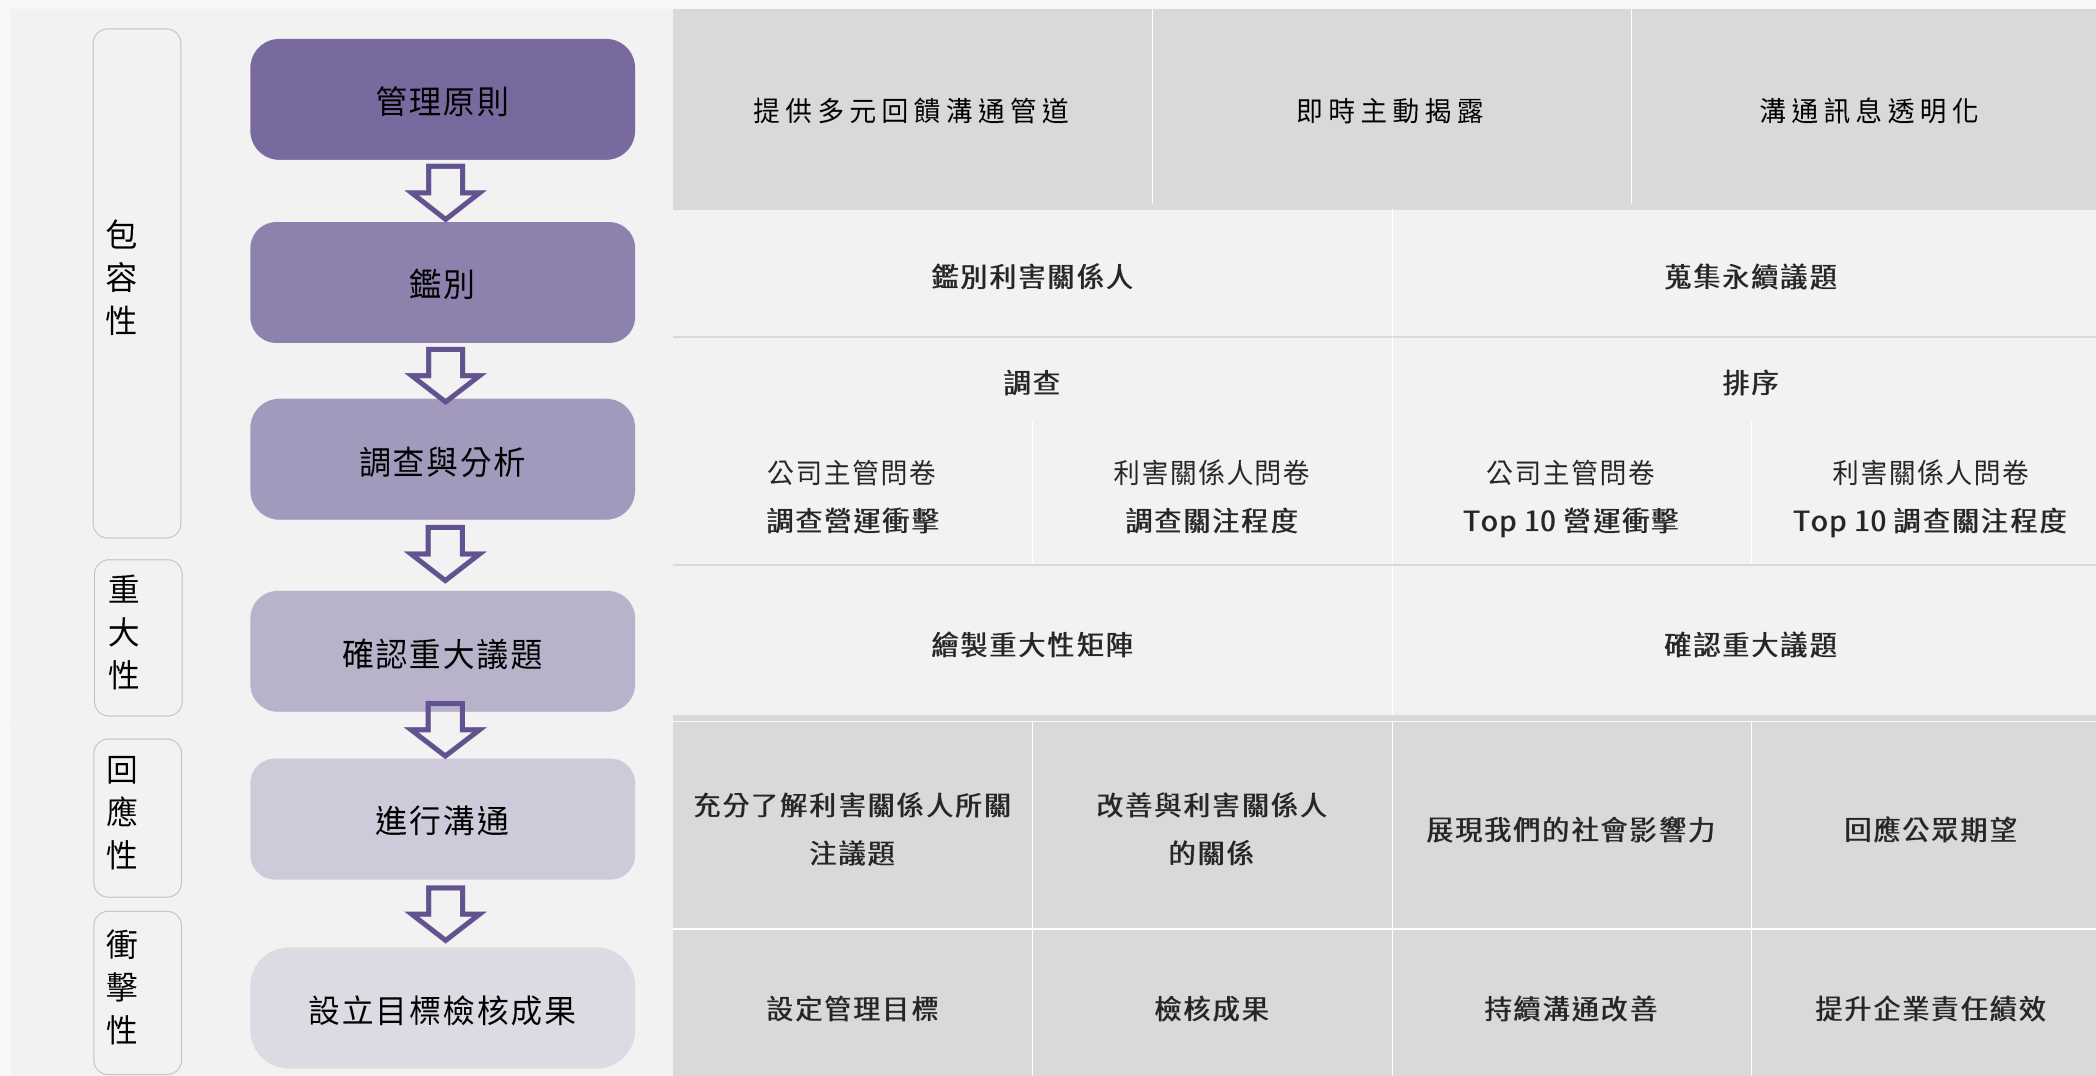 包容性
管理原則
提供多元回饋溝通管道
即時主動揭露
溝通訊息透明化
鑑別
鑑別利害關係人
蒐集永續議題
調查與分析
調查
排序
公司主管問卷
調查營運衝擊
利害關係人問卷
調查關注程度
公司主管問卷
Top 10 營運衝擊
利害關係人問卷
Top 10 調查關注程度
重大性
確認重大議題
繪製重大性矩陣
確認重大議題
回應性
進行溝通
充分了解利害關係人所關
注議題
改善與利害關係人
的關係
展現我們的社會影響力
回應公眾期望
衝擊性
設立目標檢核成果
設定管理目標
檢核成果
持續溝通改善
提升企業責任績效